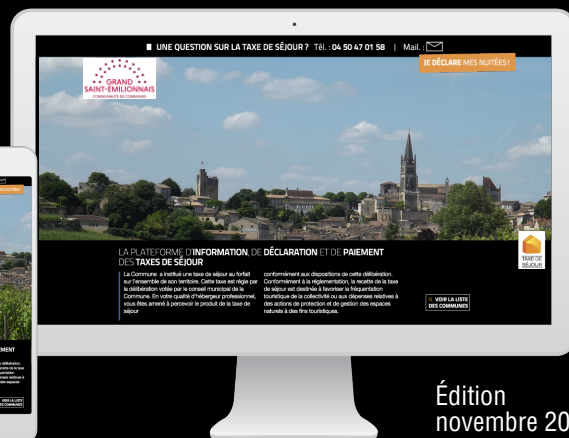 UNE QUESTION SUR LA TAXE DE SÉJOUR ? Tél. : 04 50 47 01 58 | Mail. :
JE DÉCLARE MES NUITÉES !
GRAND
SAINT-ÉMILIONNAIS
COMMUNAUTÉ DE COMMUNES
LA PLATEFORME D'INFORMATION, DE DÉCLARATION ET DE PAIEMENT
DES TAXES DE SÉJOUR
La Commune a institué une taxe de séjour au forfait
sur l'ensemble de son territoire. Cette taxe est régie par
la délibération votée par le conseil municipal de la
Commune. En votre qualité d'hébergeur professionnel,
vous êtes amené à percevoir le produit de la taxe de
séjour
conformément aux dispositions de cette délibération.
Conformément à la réglementation, la recette de la taxe
de séjour est destinée à favoriser la fréquentation
touristique de la collectivité ou aux dépenses relatives à
des actions de protection et de gestion des espaces
naturels à des fins touristiques.
TAXE DE
SÉJOUR
VOIR LA LISTE
DES COMMUNES
VOIR LA LISTE
DES COMMUNES
Édition
novembre 20